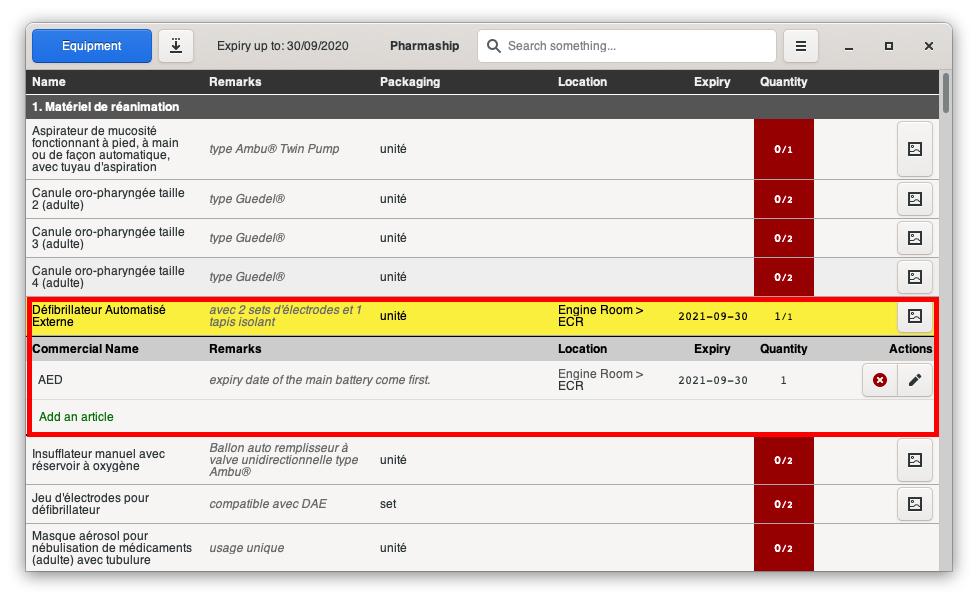 Equipment Expiry up to: 30/09/2020 Pharmaship Search something...
Name Remarks Packaging Location Expiry Quantity
1. Matériel de réanimation
Aspirateur de mucosité
fonctionnant à pied, à main
ou de façon automatique,
avec tuyau d'aspiration
type Ambu® Twin Pump
unité
0/1
Canule oro-pharyngée taille
2 (adulte)
type Guedel®
unité
0/2
Canule oro-pharyngée taille
3 (adulte)
type Guedel®
unité
0/2
Canule oro-pharyngée taille
4 (adulte)
type Guedel®
unité
0/2
Défibrillateur Automatisé
Externe
avec 2 sets d'électrodes et 1
tapis isolant
unité
Engine Room >
ECR
2021-09-30
1/1
Commercial Name Remarks Location Expiry Quantity Actions
AED
expiry date of the main battery come first.
Engine Room >
ECR
2021-09-30
1
Add an article
Insufflateur manuel avec
réservoir à oxygène
Ballon auto remplisseur à
valve unidirectionnelle type
Ambu®
unité
0/2
Jeu d'électrodes pour
défibrillateur
compatible avec DAE
set
0/2
Masque aérosol pour
nébulisation de médicaments
(adulte) avec tubulure
usage unique
unité
0/2